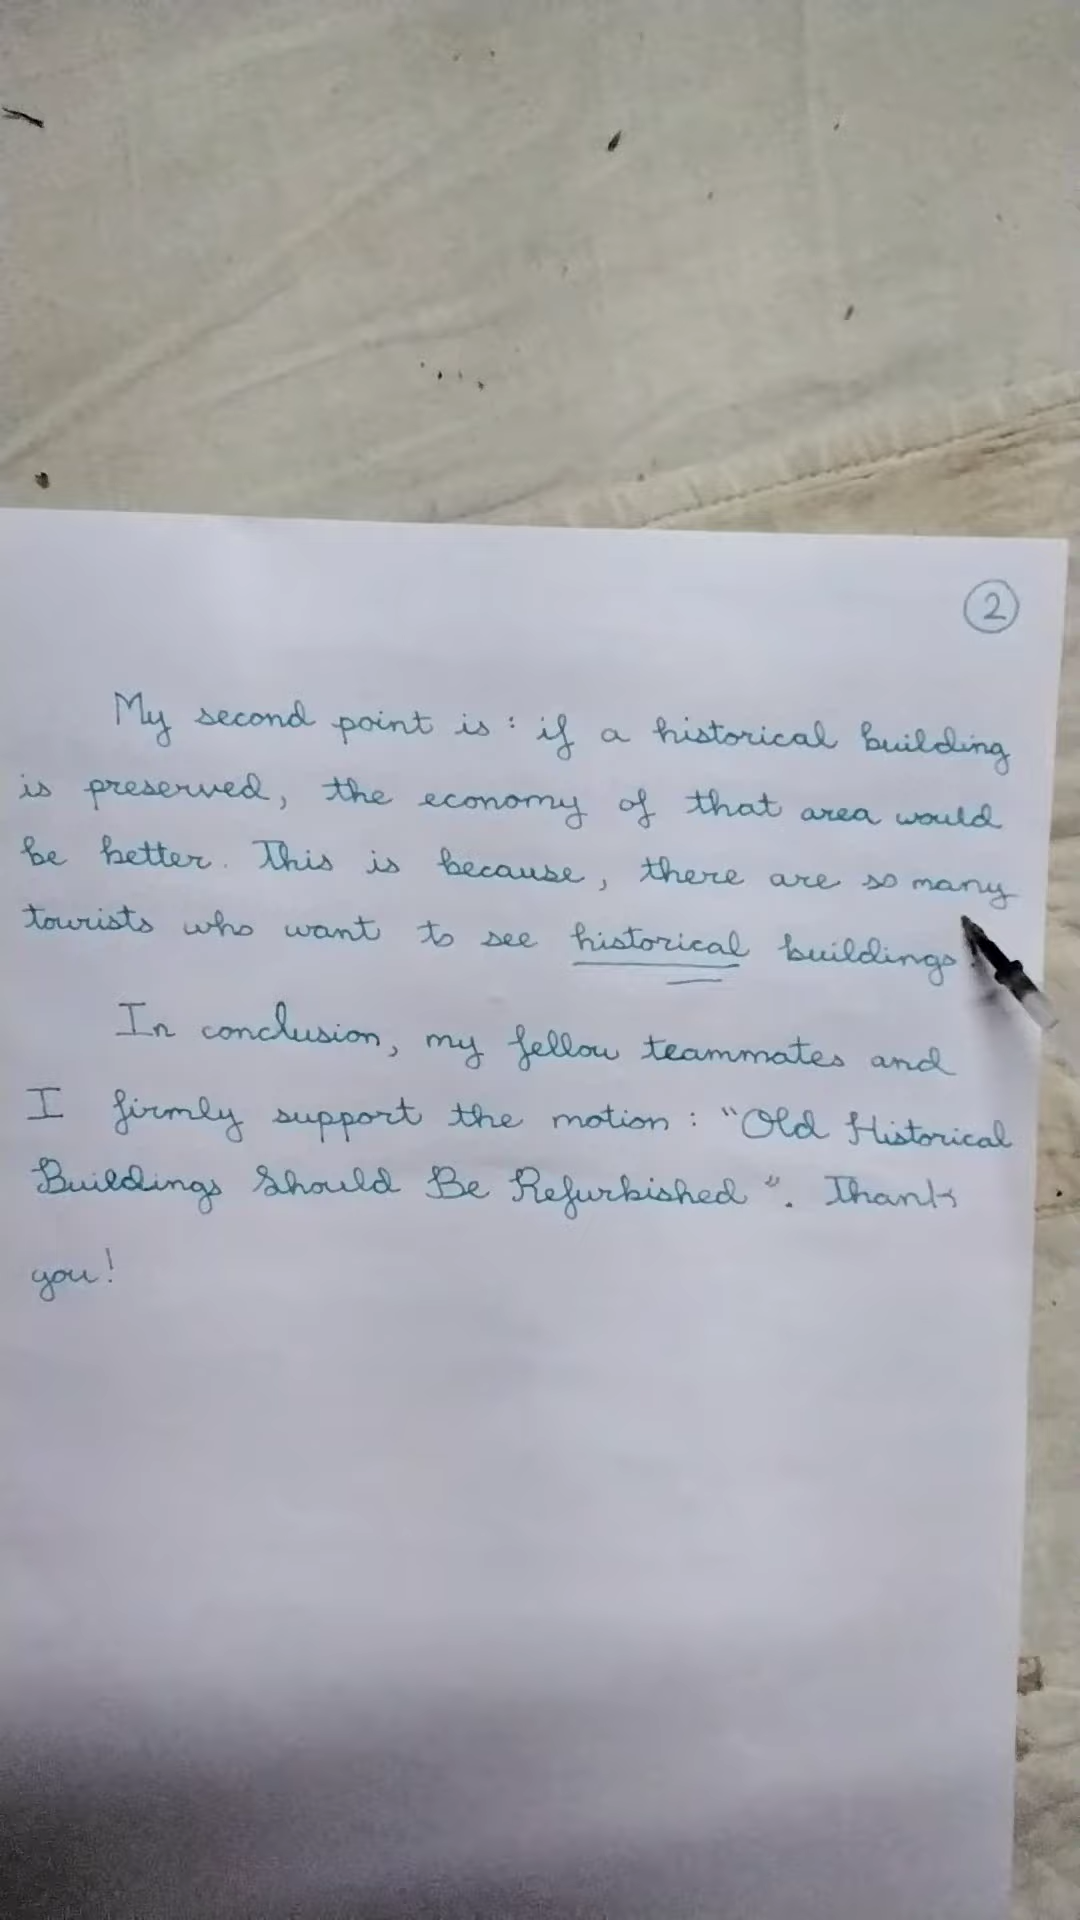 2
My second point is : if a historical building
is preserved, the economy of that area would
be better. This is because, there are so many
tourists who want to see historical buildings.
In conclusion, my fellow teammates and
I firmly support the motion : "Old Historical
Buildings Should Be Refurbished". Thank
you!